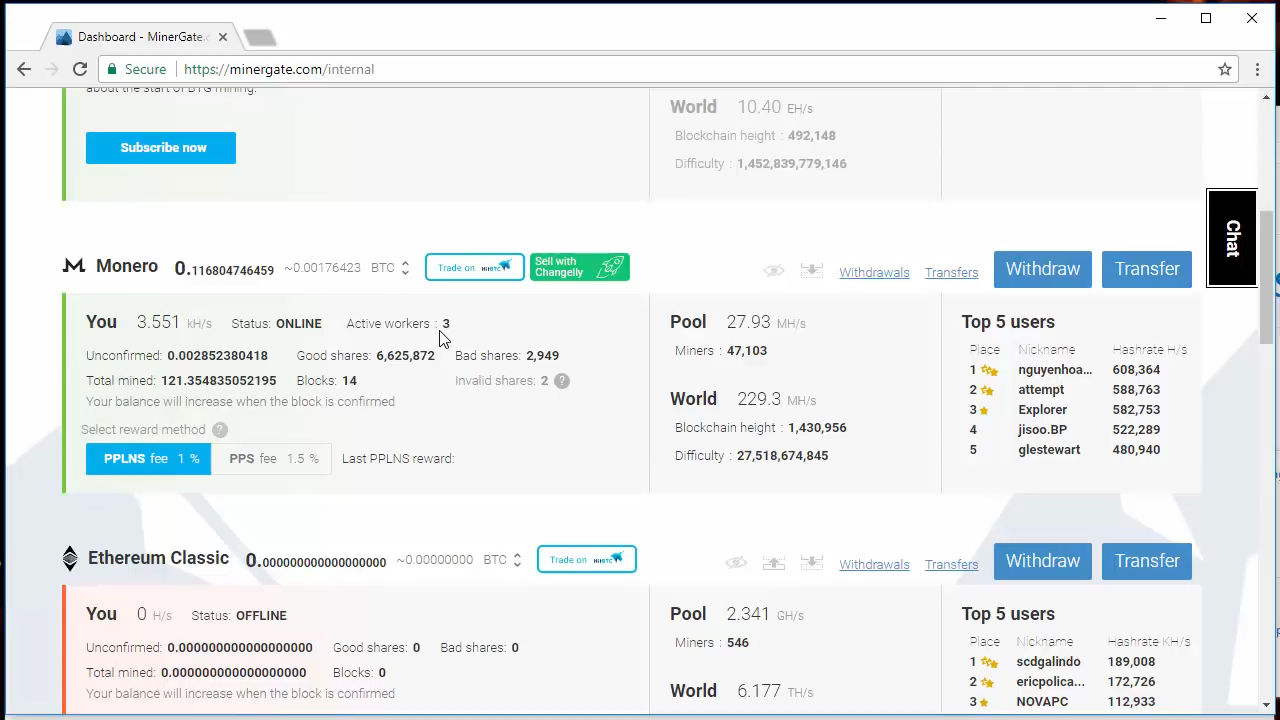 Dashboard - MinerGate.c
Secure https://minergate.com/internal
about the start of BTG mining.
Subscribe now
World 10.40 EH/s
Blockchain height : 492,148
Difficulty : 1,452,839,779,146
Chat
Monero 0.116804746459 ~0.00176423 BTC
Trade on HitBTC
Sell with Changelly
Withdrawals Transfers Withdraw Transfer
You 3.551 kH/s Status: ONLINE Active workers : 3
Unconfirmed: 0.002852380418 Good shares: 6,625,872 Bad shares: 2,949
Total mined: 121.354835052195 Blocks: 14 Invalid shares: 2 ?
Your balance will increase when the block is confirmed
Select reward method ?
PPLNS fee 1 % PPS fee 1.5 % Last PPLNS reward:
Pool 27.93 MH/s
Miners : 47,103
World 229.3 MH/s
Blockchain height : 1,430,956
Difficulty : 27,518,674,845
Top 5 users
Place Nickname Hashrate H/s
1 nguyenhoa... 608,364
2 attempt 588,763
3 Explorer 582,753
4 jisoo.BP 522,289
5 glestewart 480,940
Ethereum Classic 0.000000000000000000 ~0.00000000 BTC
Trade on HitBTC
Withdrawals Transfers Withdraw Transfer
You 0 H/s Status: OFFLINE
Unconfirmed: 0.0000000000000000 Good shares: 0 Bad shares: 0
Total mined: 0.0000000000000000 Blocks: 0
Your balance will increase when the block is confirmed
Pool 2.341 GH/s
Miners : 546
World 6.177 TH/s
Top 5 users
Place Nickname Hashrate KH/s
1 scdgalindo 189,008
2 ericpolica... 172,726
3 NOVAPC 112,933